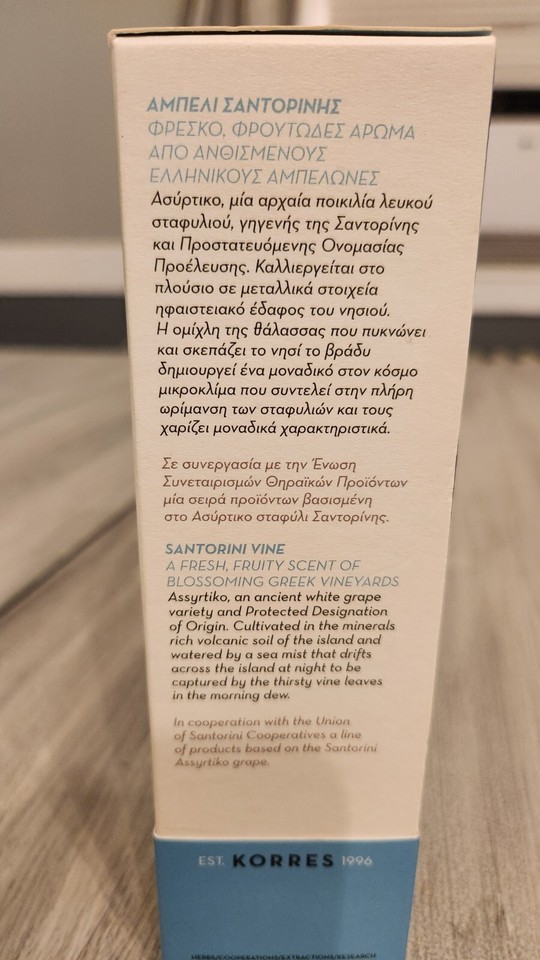 ΑΜΠΕΛΙ ΣΑΝΤΟΡΙΝΗΣ
ΦΡΕΣΚΟ, ΦΡΟΥΤΩΔΕΣ ΑΡΩΜΑ
ΑΠΟ ΑΝΘΙΣΜΕΝΟΥΣ
ΕΛΛΗΝΙΚΟΥΣ ΑΜΠΕΛΩΝΕΣ
Ασύρτικο, μία αρχαία ποικιλία λευκού
σταφυλιού, γηγενής της Σαντορίνης
και Προστατευόμενης Ονομασίας
Προέλευσης. Καλλιεργείται στο
πλούσιο σε μεταλλικά στοιχεία
ηφαιστειακό έδαφος του νησιού.
Η ομίχλη της θάλασσας που πυκνώνει
και σκεπάζει το νησί το βράδυ
δημιουργεί ένα μοναδικό στον κόσμο
μικροκλίμα που συντελεί στην πλήρη
ωρίμανση των σταφυλιών και τους
χαρίζει μοναδικά χαρακτηριστικά.
Σε συνεργασία με την Ένωση
Συνεταιρισμών Θηραϊκών Προϊόντων
μία σειρά προϊόντων βασισμένη
στο Ασύρτικο σταφύλι Σαντορίνης.
SANTORINI VINE
A FRESH, FRUITY SCENT OF
BLOSSOMING GREEK VINEYARDS
Assyrtiko, an ancient white grape
variety and Protected Designation
of Origin. Cultivated in the minerals
rich volcanic soil of the island and
watered by a sea mist that drifts
across the island at night to be
captured by the thirsty vine leaves
in the morning dew.
In cooperation with the Union
of Santorini Cooperatives a line
of products based on the Santorini
Assyrtiko grape.
EST. KORRES 1996
HERBS/COOPERATIONS/EXTRACTIONS/RESEARCH